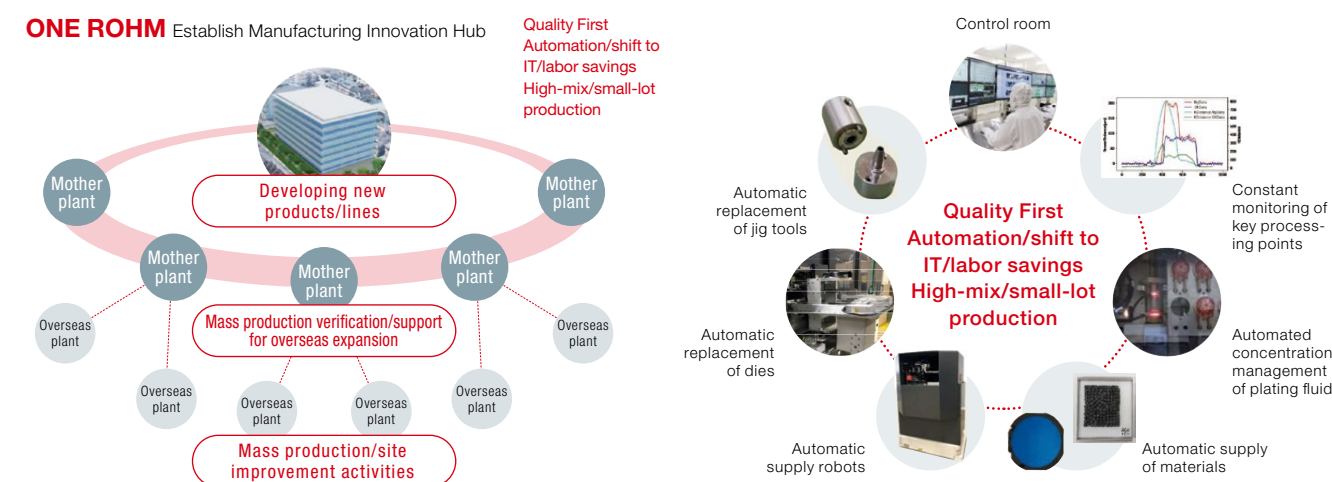 ONE ROHM Establish Manufacturing Innovation Hub
Quality First
Automation/shift to
IT/labor savings
High-mix/small-lot
production
Mother
plant
Developing new
products/lines
Mother
plant
Mother
plant
Mother
plant
Mother
plant
Overseas
plant
Mass production verification/support
for overseas expansion
Overseas
plant
Overseas
plant
Overseas
plant
Overseas
plant
Overseas
plant
Mass production/site
improvement activities
Control room
Automatic
replacement
of jig tools
Constant
monitoring of
key process-
ing points
Quality First
Automation/shift to
IT/labor savings
High-mix/small-lot
production
Automatic
replacement
of dies
Automated
concentration
management
of plating fluid
Automatic
supply robots
Automatic supply
of materials